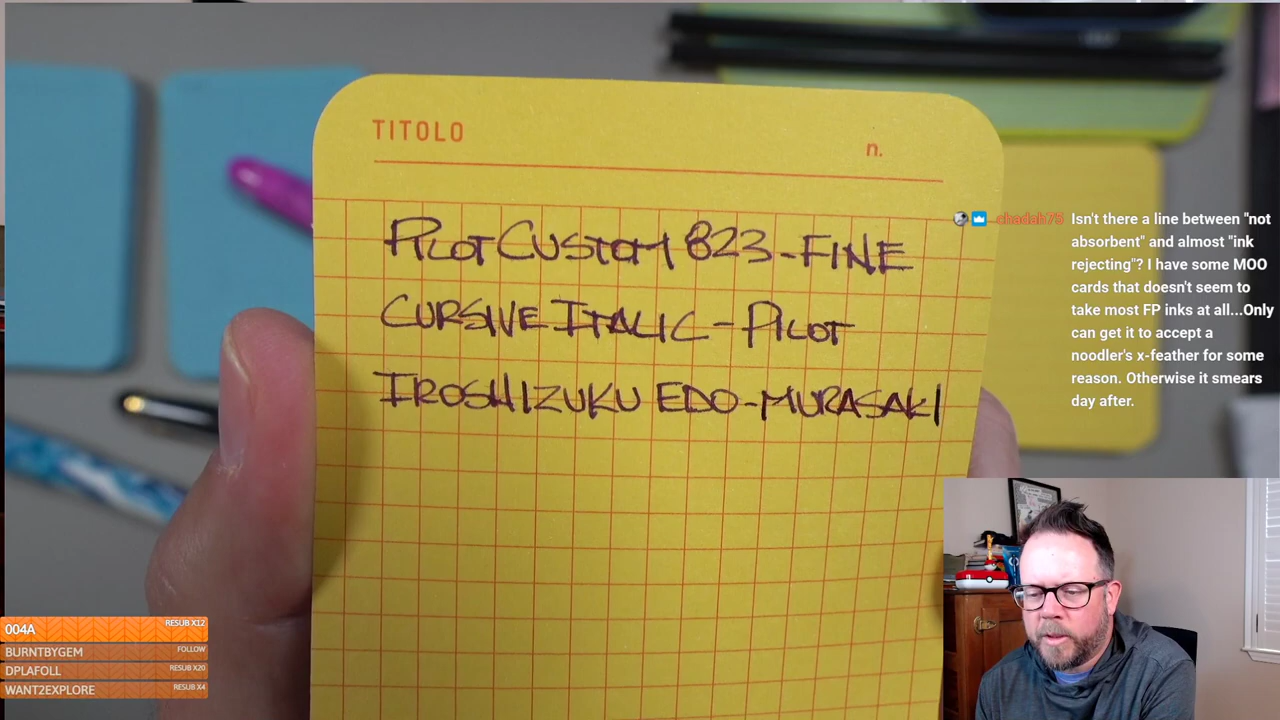 TITOLO
n.
PILOT CUSTOM 823-FINE
CURSIVE ITALIC-PILOT
IROSHIZUKU EDO-MURASAKI
chadah75
Isn't there a line between "not
absorbent" and almost "ink
rejecting"? I have some MOO
cards that doesn't seem to
take most FP inks at all...Only
can get it to accept a
noodler's x-feather for some
reason. Otherwise it smears
day after.
004A RESUB X12
BURNTBYGEM FOLLOW
DPLAFOLL RESUB X20
WANT2EXPLORE RESUB X4